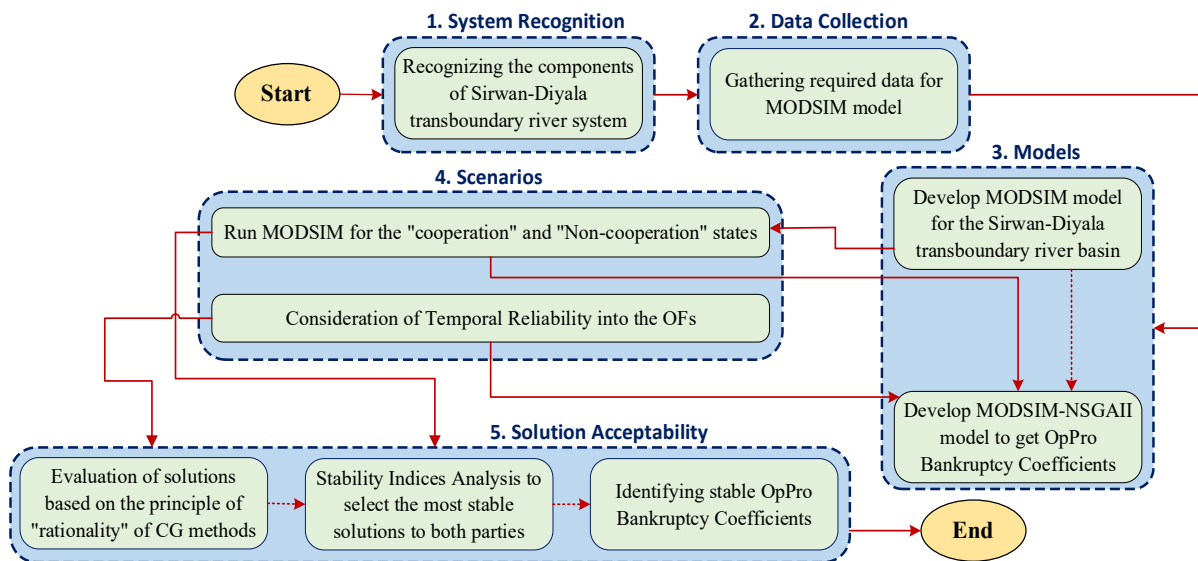 1. System Recognition
2. Data Collection
Start
Recognizing the components
of Sirwan-Diyala
transboundary river system
Gathering required data for
MODSIM model
3. Models
Develop MODSIM model
for the Sirwan-Diyala
transboundary river basin
Develop MODSIM-NSGAII
model to get OpPro
Bankruptcy Coefficients
4. Scenarios
Run MODSIM for the "cooperation" and "Non-cooperation" states
Consideration of Temporal Reliability into the OFs
5. Solution Acceptability
Evaluation of solutions
based on the principle of
"rationality" of CG methods
Stability Indices Analysis to
select the most stable
solutions to both parties
Identifying stable OpPro
Bankruptcy Coefficients
End